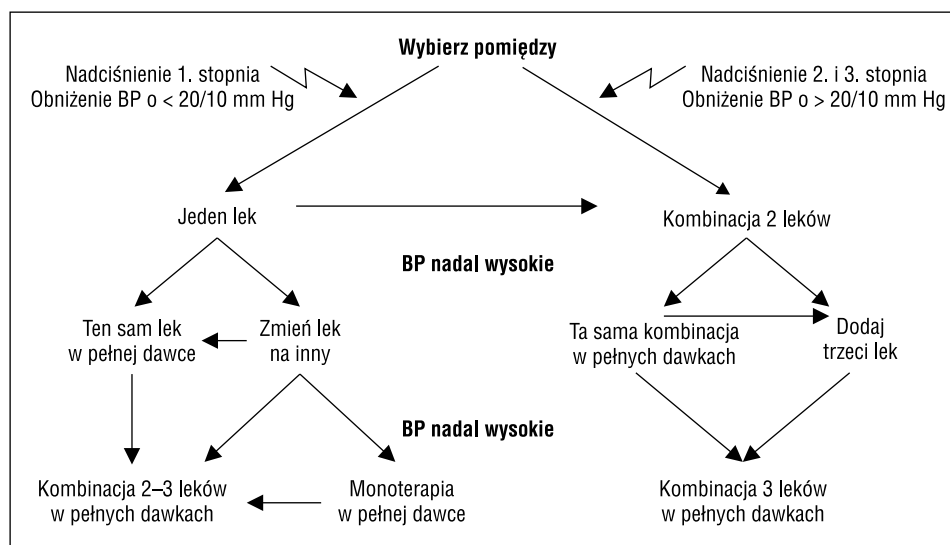 Wybierz pomiędzy
Nadciśnienie 1. stopnia
Obniżenie BP o < 20/10 mm Hg
Nadciśnienie 2. i 3. stopnia
Obniżenie BP o > 20/10 mm Hg
Jeden lek
Kombinacja 2 leków
BP nadal wysokie
Ten sam lek
w pełnej dawce
Zmień lek
na inny
Ta sama kombinacja
w pełnych dawkach
Dodaj
trzeci lek
BP nadal wysokie
Kombinacja 2–3 leków
w pełnych dawkach
Monoterapia
w pełnej dawce
Kombinacja 3 leków
w pełnych dawkach